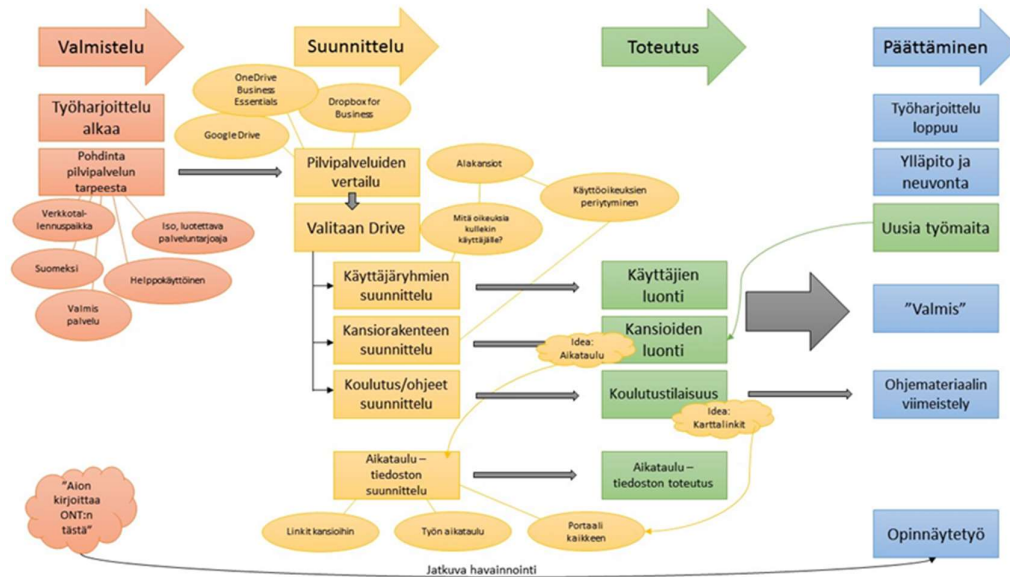 Valmistelu
Suunnittelu
Toteutus
Päättäminen
Työharjoittelu
alkaa
Pohdinta
pilvipalvelun
tarpeesta
Verkkotal-
lennuspaikka
Iso, luotettava
palveluntarjoaja
Suomeksi
Helppokäyttöinen
Valmis
palvelu
"Aion
kirjoittaa
ONT:n
tästä"
OneDrive
Business
Essentials
Dropbox for
Business
Google Drive
Pilvipalveluiden
vertailu
Valitaan Drive
Alakansiot
Käyttöoikeuksien
periytyminen
Mitä oikeuksia
kullekin
käyttäjälle?
Käyttäjäryhmien
suunnittelu
Kansiorakenteen
suunnittelu
Koulutus/ohjeet
suunnittelu
Aikataulu –
tiedoston
suunnittelu
Linkit kansioihin
Työn aikataulu
Portaali
kaikkeen
Käyttäjien
luonti
Kansioiden
luonti
Idea:
Aikataulu
Koulutustilaisuus
Idea:
Karttalinkit
Aikataulu –
tiedoston toteutus
Työharjoittelu
loppuu
Ylläpito ja
neuvonta
Uusia työmaita
"Valmis"
Ohjemateriaalin
viimeistely
Opinnäytetyö
Jatkuva havainnointi